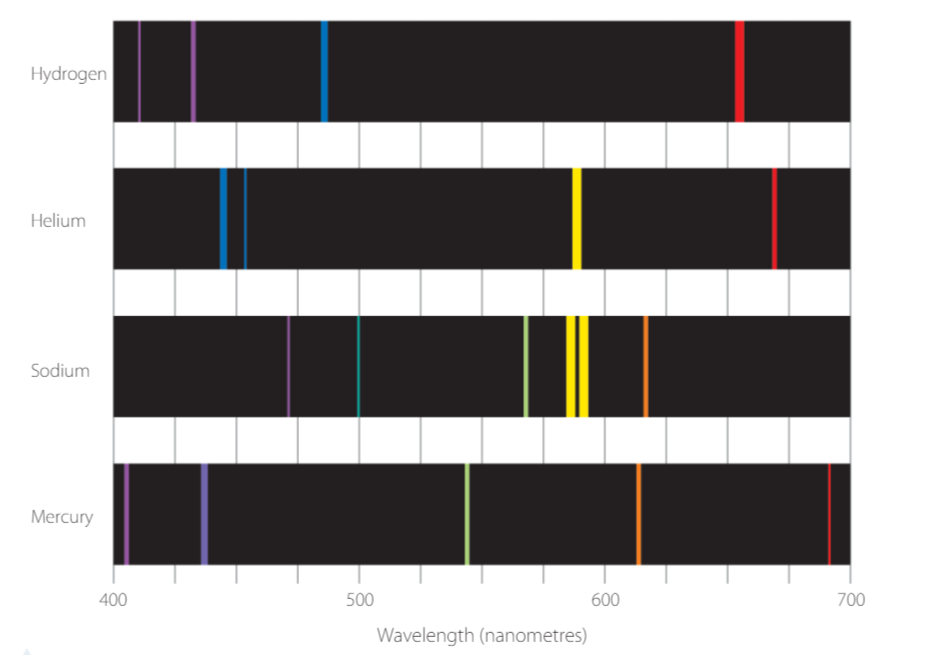 Hydrogen
Helium
Sodium
Mercury
400 500 600 700
Wavelength (nanometres)